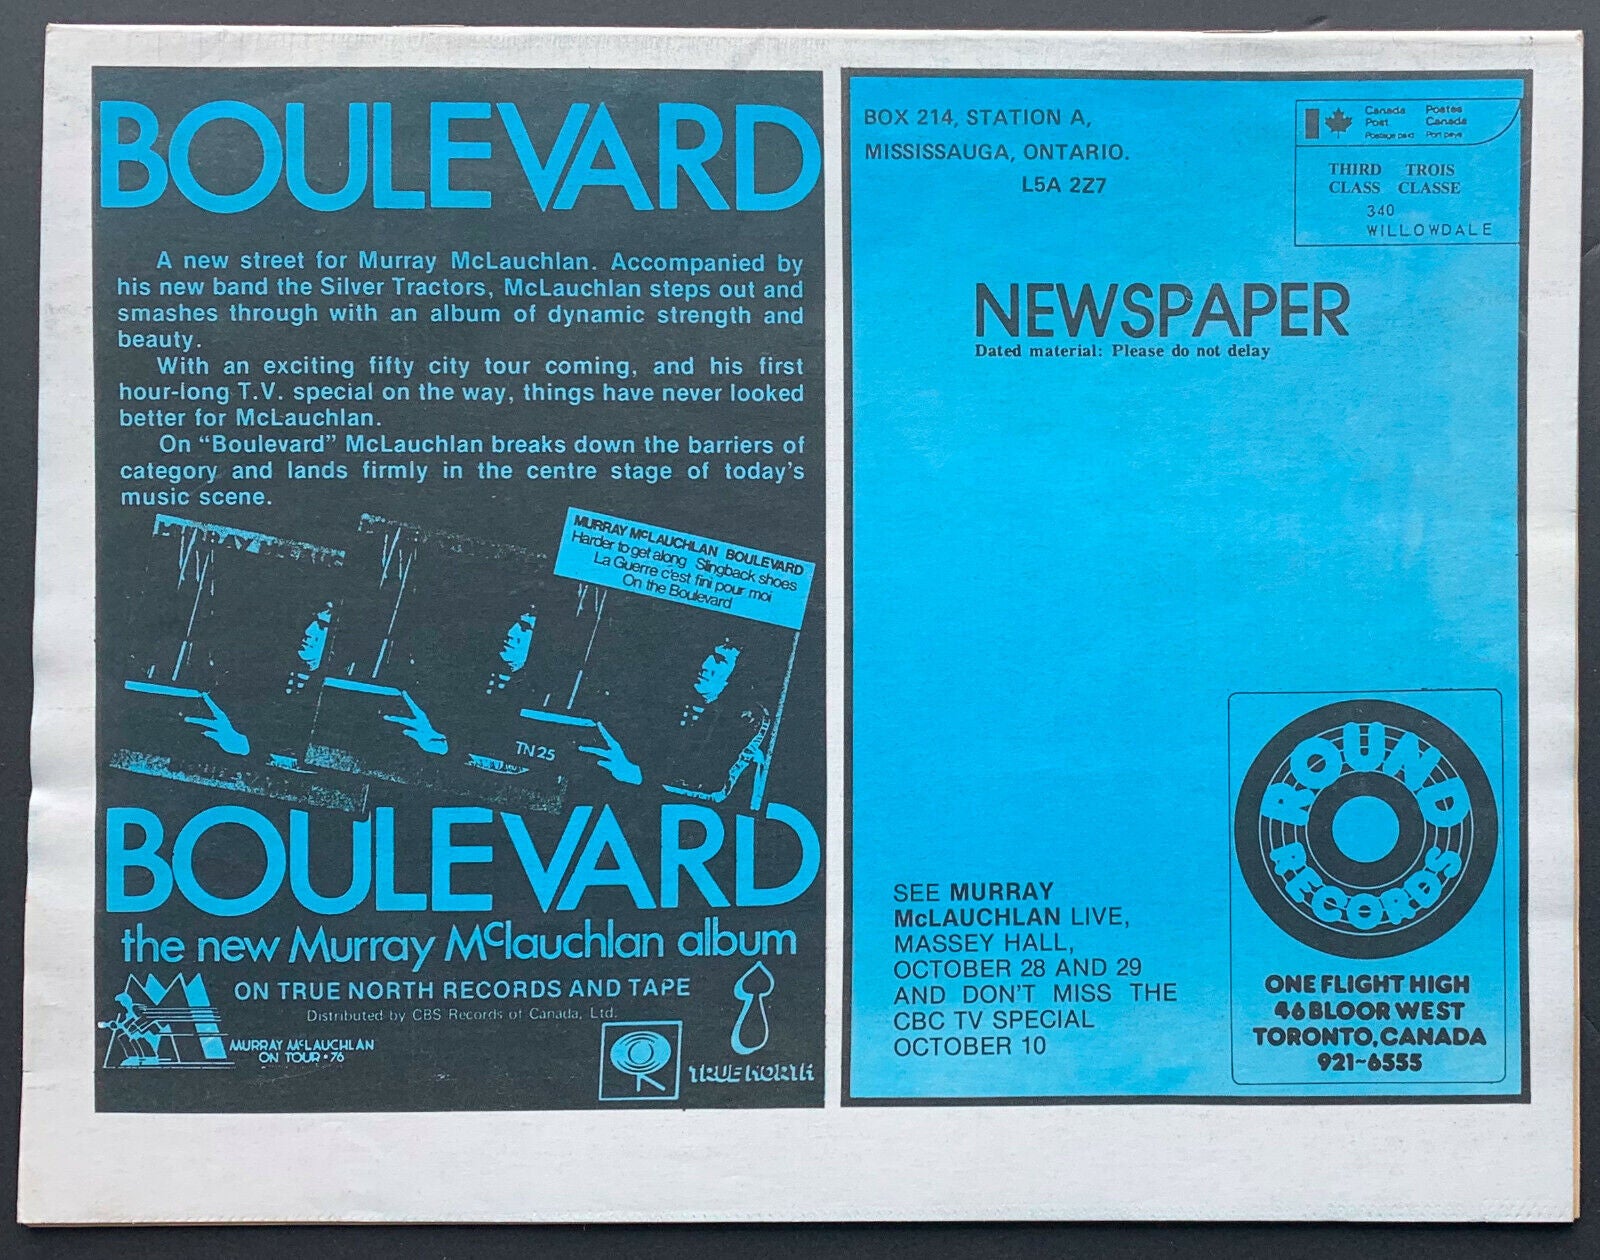 BOULEVARD
A new street for Murray McLauchlan. Accompanied by
his new band the Silver Tractors, McLauchlan steps out and
smashes through with an album of dynamic strength and
beauty.
With an exciting fifty city tour coming, and his first
hour-long T.V. special on the way, things have never looked
better for McLauchlan.
On "Boulevard" McLauchlan breaks down the barriers of
category and lands firmly in the centre stage of today's
music scene.
MURRAY McLAUCHLAN BOULEVARD
Harder to get along Slingback shoes
La Guerre c'est fini pour moi
On the Boulevard
TN 25
BOULEVARD
the new Murray Mclauchlan album
ON TRUE NORTH RECORDS AND TAPE
Distributed by CBS Records of Canada, Ltd.
MURRAY McLAUCHLAN
ON TOUR • 76
TRUE NORTH
BOX 214, STATION A,
MISSISSAUGA, ONTARIO.
L5A 2Z7
Canada Postes
Post Canada
Postage paid Port payé
THIRD TROIS
CLASS CLASSE
340
WILLOWDALE
NEWSPAPER
Dated material: Please do not delay
SEE MURRAY
McLAUCHLAN LIVE,
MASSEY HALL,
OCTOBER 28 AND 29
AND DON'T MISS THE
CBC TV SPECIAL
OCTOBER 10
ROUND
RECORDS
ONE FLIGHT HIGH
46 BLOOR WEST
TORONTO, CANADA
921-6555